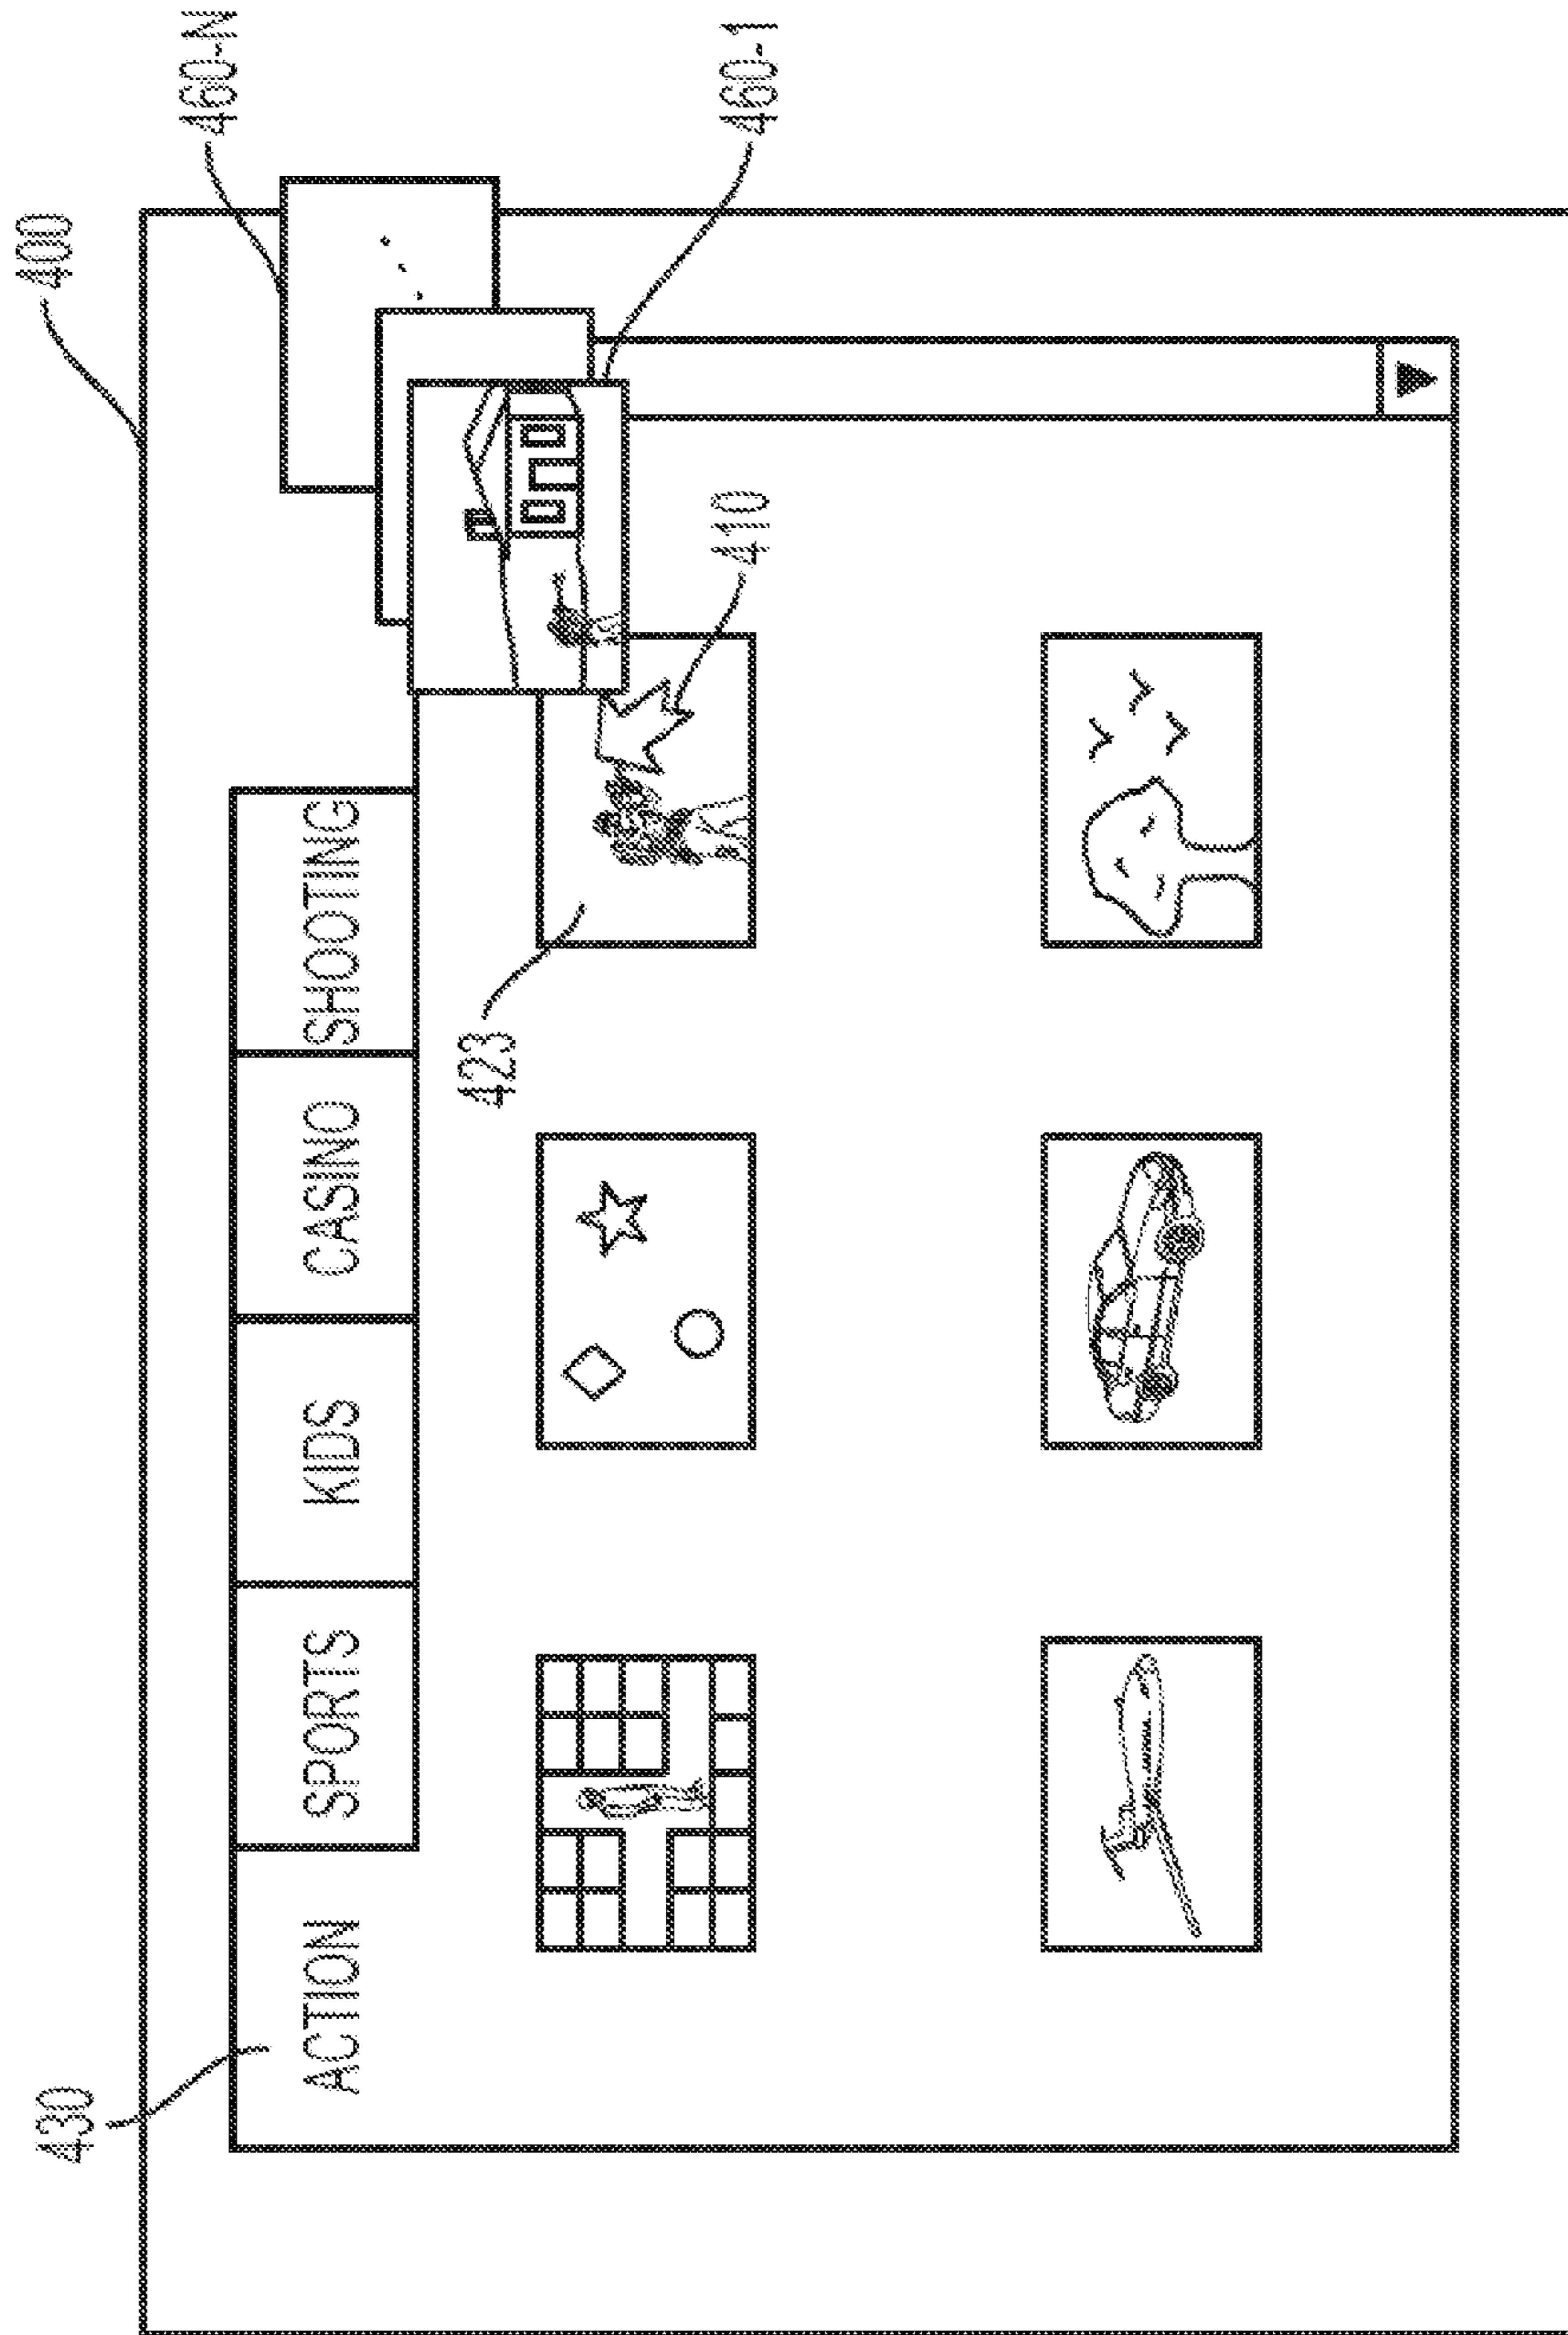 400
460-N
430
ACTION
SPORTS
KIDS
CASINO
SHOOTING
460-1
423
410